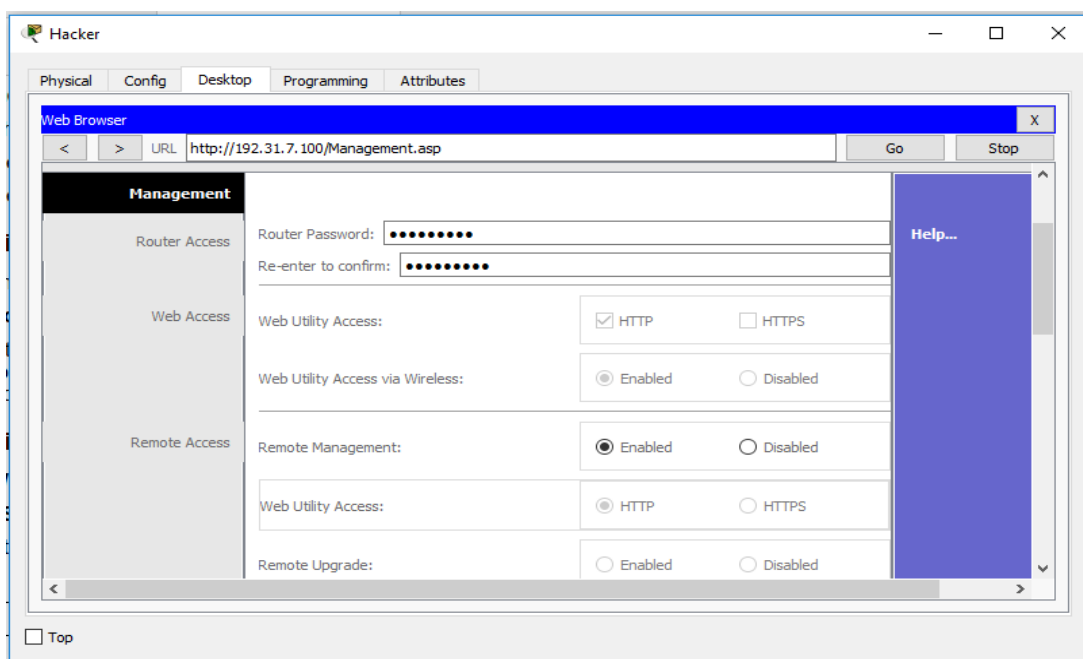 Hacker
Physical Config Desktop Programming Attributes
Web Browser X
< > URL http://192.31.7.100/Management.asp Go Stop
Management
Router Access Router Password: ●●●●●●●●● Help...
Re-enter to confirm: ●●●●●●●●●
Web Access Web Utility Access: HTTP HTTPS
Web Utility Access via Wireless: Enabled Disabled
Remote Access Remote Management: Enabled Disabled
Web Utility Access: HTTP HTTPS
Remote Upgrade: Enabled Disabled
Top